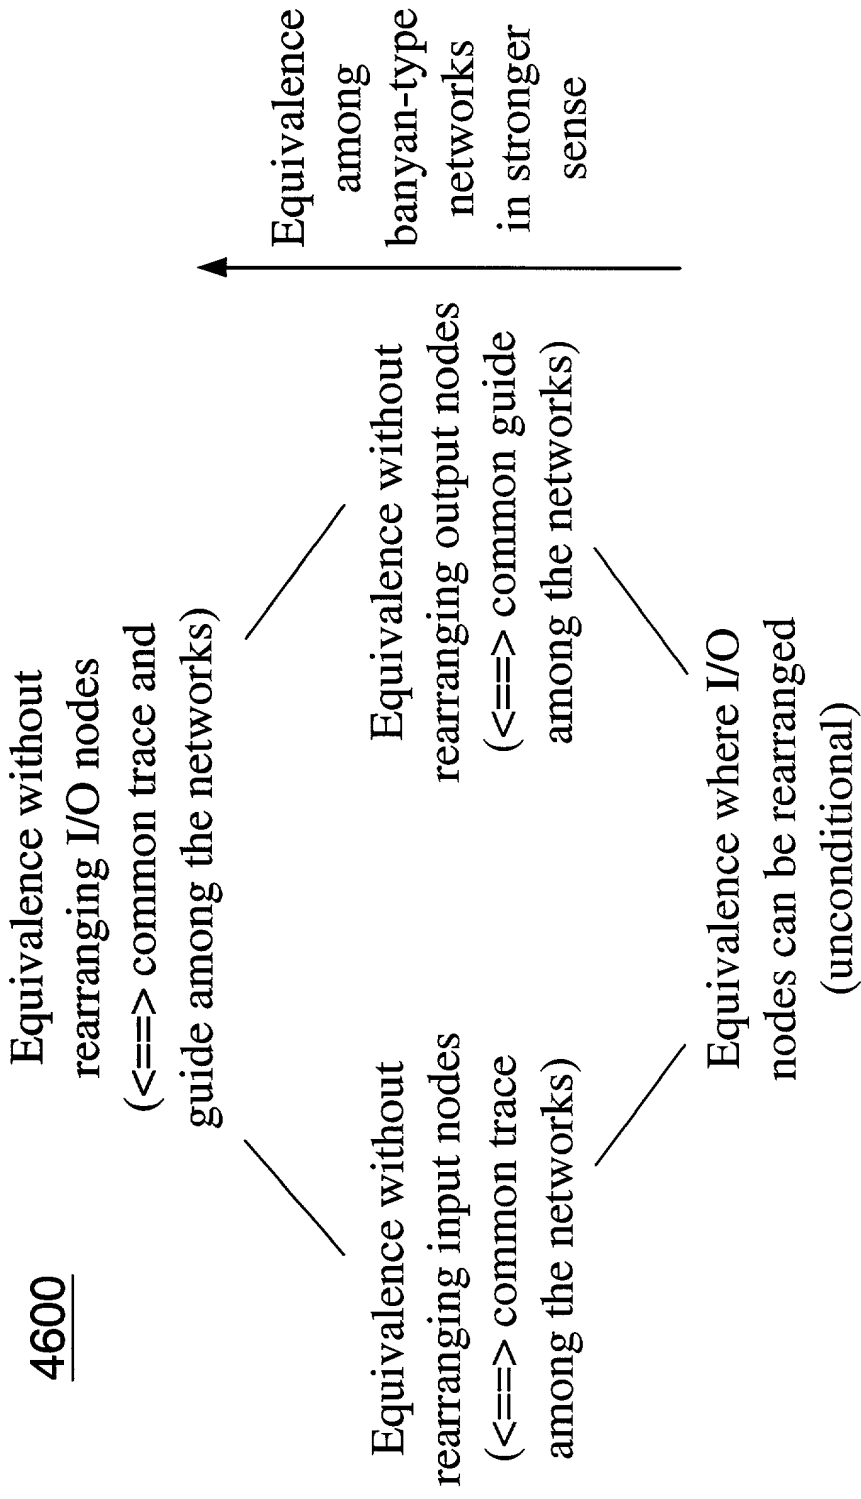 4600
Equivalence without
rearranging I/O nodes
(<==> common trace and
guide among the networks)
Equivalence without
rearranging input nodes
(<==> common trace
among the networks)
Equivalence without
rearranging output nodes
(<==> common guide
among the networks)
Equivalence where I/O
nodes can be rearranged
(unconditional)
Equivalence
among
banyan-type
networks
in stronger
sense